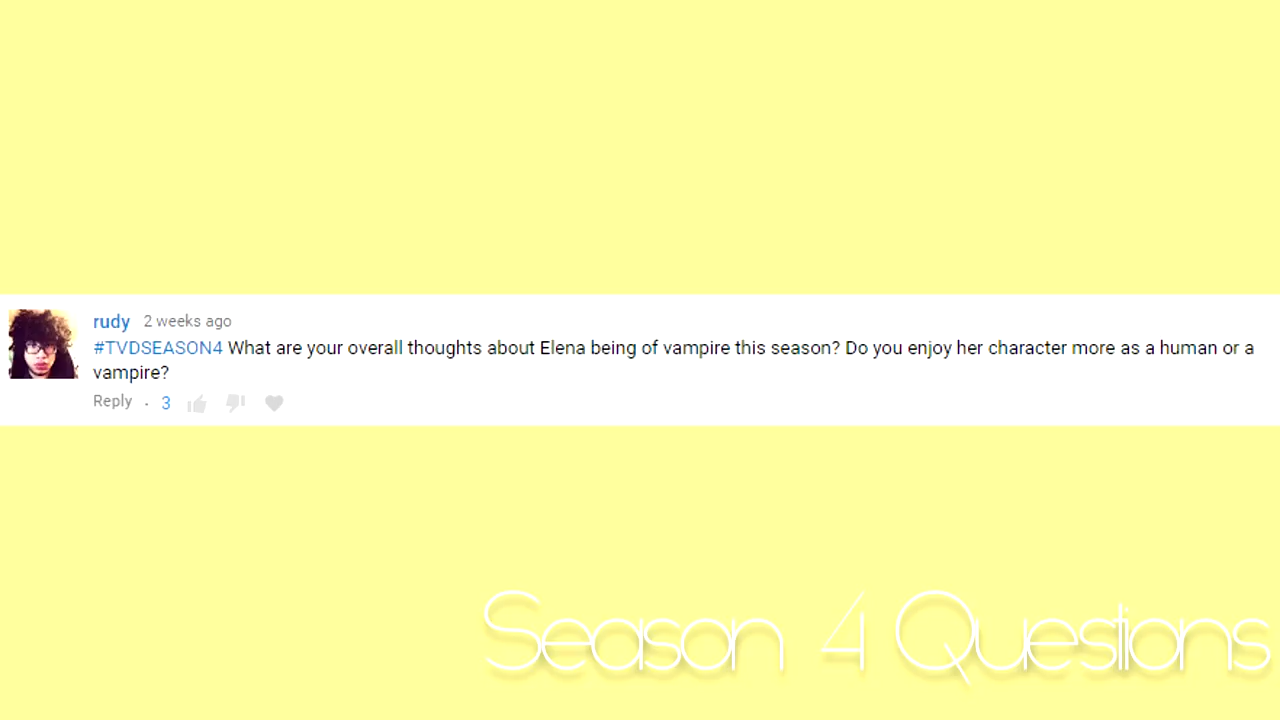 rudy 2 weeks ago
#TVDSEASON4 What are your overall thoughts about Elena being of vampire this season? Do you enjoy her character more as a human or a
vampire?
Reply . 3
Season 4 Questions